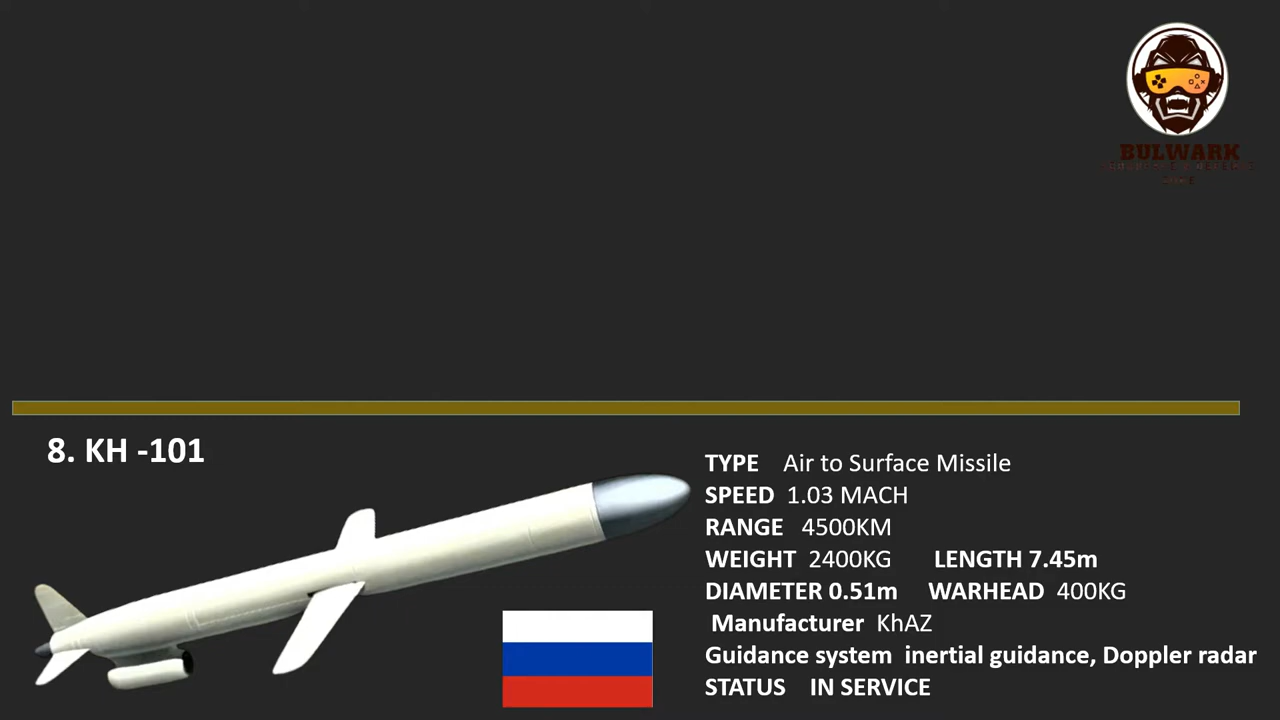 BULWARK
8. KH -101
TYPE Air to Surface Missile
SPEED 1.03 MACH
RANGE 4500KM
WEIGHT 2400KG LENGTH 7.45m
DIAMETER 0.51m WARHEAD 400KG
Manufacturer KhAZ
Guidance system inertial guidance, Doppler radar
STATUS IN SERVICE